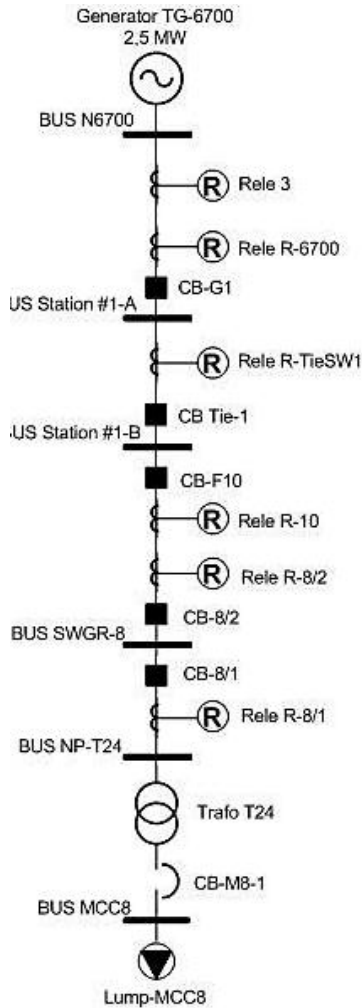 Generator TG-6700
2,5 MW
BUS N6700
R Rele 3
R Rele R-6700
CB-G1
US Station #1-A
R Rele R-TieSW1
CB Tie-1
US Station #1-B
CB-F10
R Rele R-10
R Rele R-8/2
CB-8/2
BUS SWGR-8
CB-8/1
R Rele R-8/1
BUS NP-T24
Trafo T24
CB-M8-1
BUS MCC8
Lump-MCC8